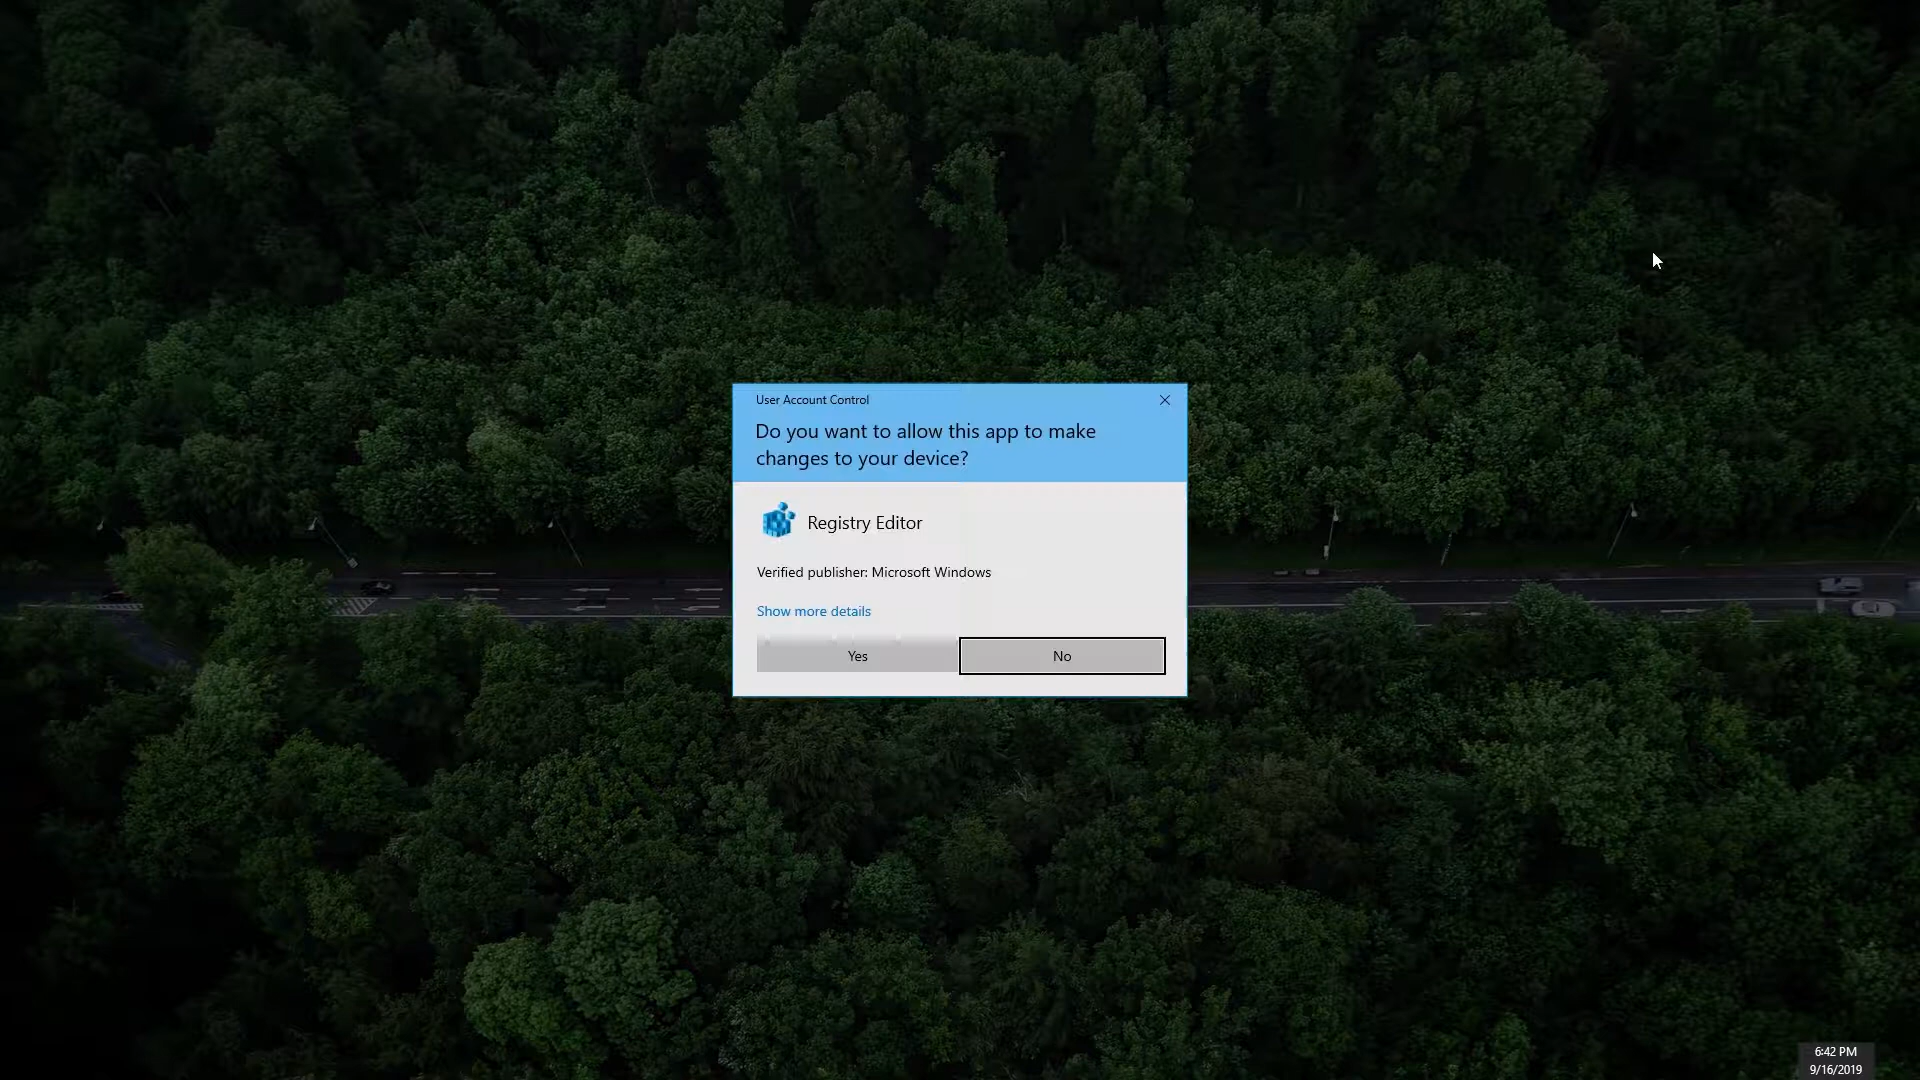 User Account Control
Do you want to allow this app to make
changes to your device?
Registry Editor
Verified publisher: Microsoft Windows
Show more details
Yes
No
6:42 PM
9/16/2019